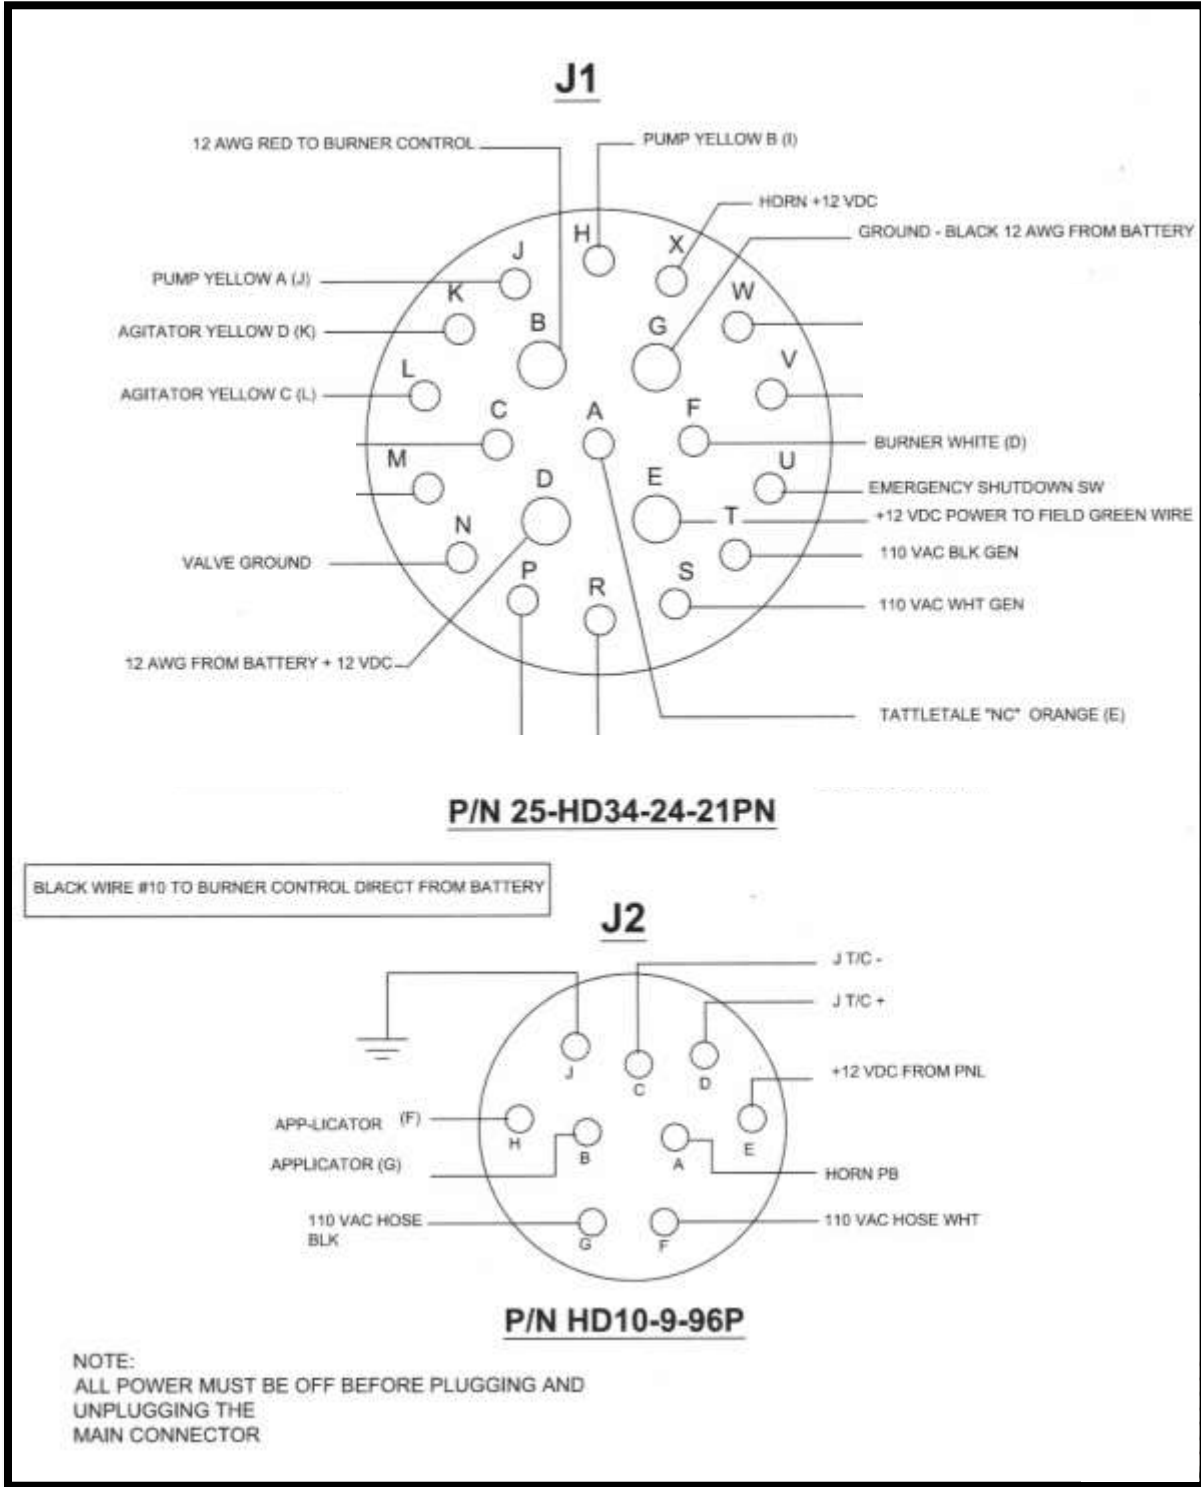 J1
12 AWG RED TO BURNER CONTROL
PUMP YELLOW B (I)
HORN +12 VDC
GROUND - BLACK 12 AWG FROM BATTERY
H
X
J
PUMP YELLOW A (J)
K
W
AGITATOR YELLOW D (K)
B
G
V
L
AGITATOR YELLOW C (L)
C
A
F
BURNER WHITE (D)
M
U
D
E
EMERGENCY SHUTDOWN SW
T
+12 VDC POWER TO FIELD GREEN WIRE
N
110 VAC BLK GEN
VALVE GROUND
P
R
S
110 VAC WHT GEN
12 AWG FROM BATTERY + 12 VDC
TATTLETALE "NC" ORANGE (E)
P/N 25-HD34-24-21PN
BLACK WIRE #10 TO BURNER CONTROL DIRECT FROM BATTERY
J2
J T/C -
J T/C +
J
C
D
+12 VDC FROM PNL
APP-LICATOR (F)
H
B
A
E
APPLICATOR (G)
HORN PB
110 VAC HOSE
BLK
G
F
110 VAC HOSE WHT
P/N HD10-9-96P
NOTE:
ALL POWER MUST BE OFF BEFORE PLUGGING AND
UNPLUGGING THE
MAIN CONNECTOR